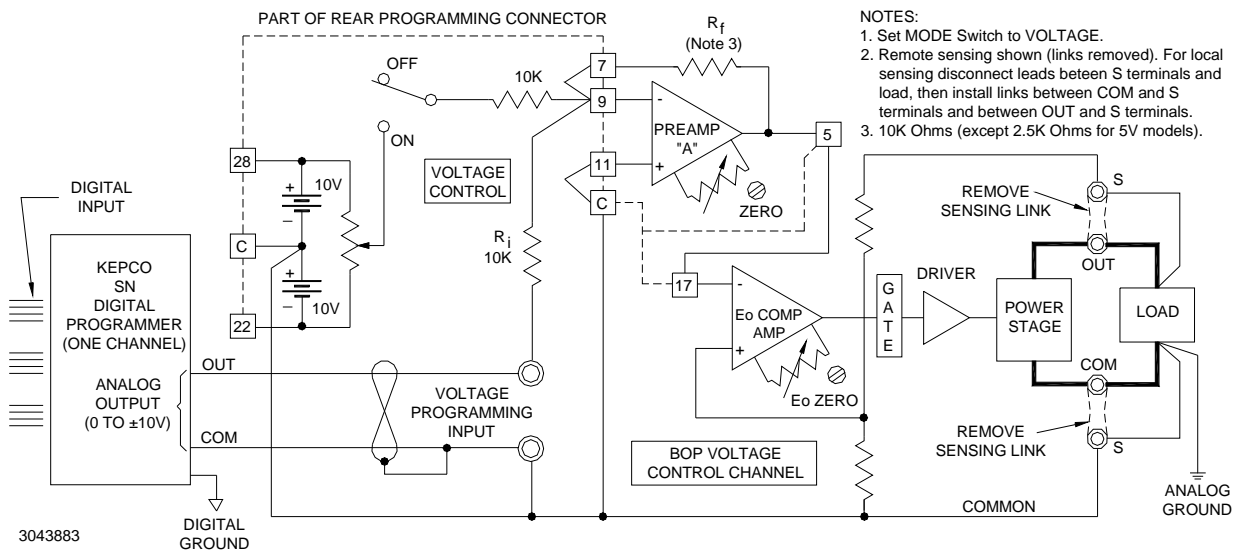 PART OF REAR PROGRAMMING CONNECTOR
NOTES:
1. Set MODE Switch to VOLTAGE.
2. Remote sensing shown (links removed). For local
sensing disconnect leads beteen S terminals and
load, then install links between COM and S
terminals and between OUT and S terminals.
3. 10K Ohms (except 2.5K Ohms for 5V models).
Rf
(Note 3)
OFF
10K
7
9
-
PREAMP
"A"
+
11
C
ZERO
5
ON
VOLTAGE
CONTROL
28
+
10V
–
C
+
10V
–
22
Ri
10K
DIGITAL
INPUT
KEPCO
SN
DIGITAL
PROGRAMMER
(ONE CHANNEL)
ANALOG
OUTPUT
(0 TO ±10V)
OUT
COM
DIGITAL
GROUND
VOLTAGE
PROGRAMMING
INPUT
17
-
Eo COMP
AMP
+
Eo ZERO
BOP VOLTAGE
CONTROL CHANNEL
GATE
DRIVER
POWER
STAGE
REMOVE
SENSING LINK
S
OUT
LOAD
COM
REMOVE
SENSING LINK
S
COMMON
ANALOG
GROUND
3043883